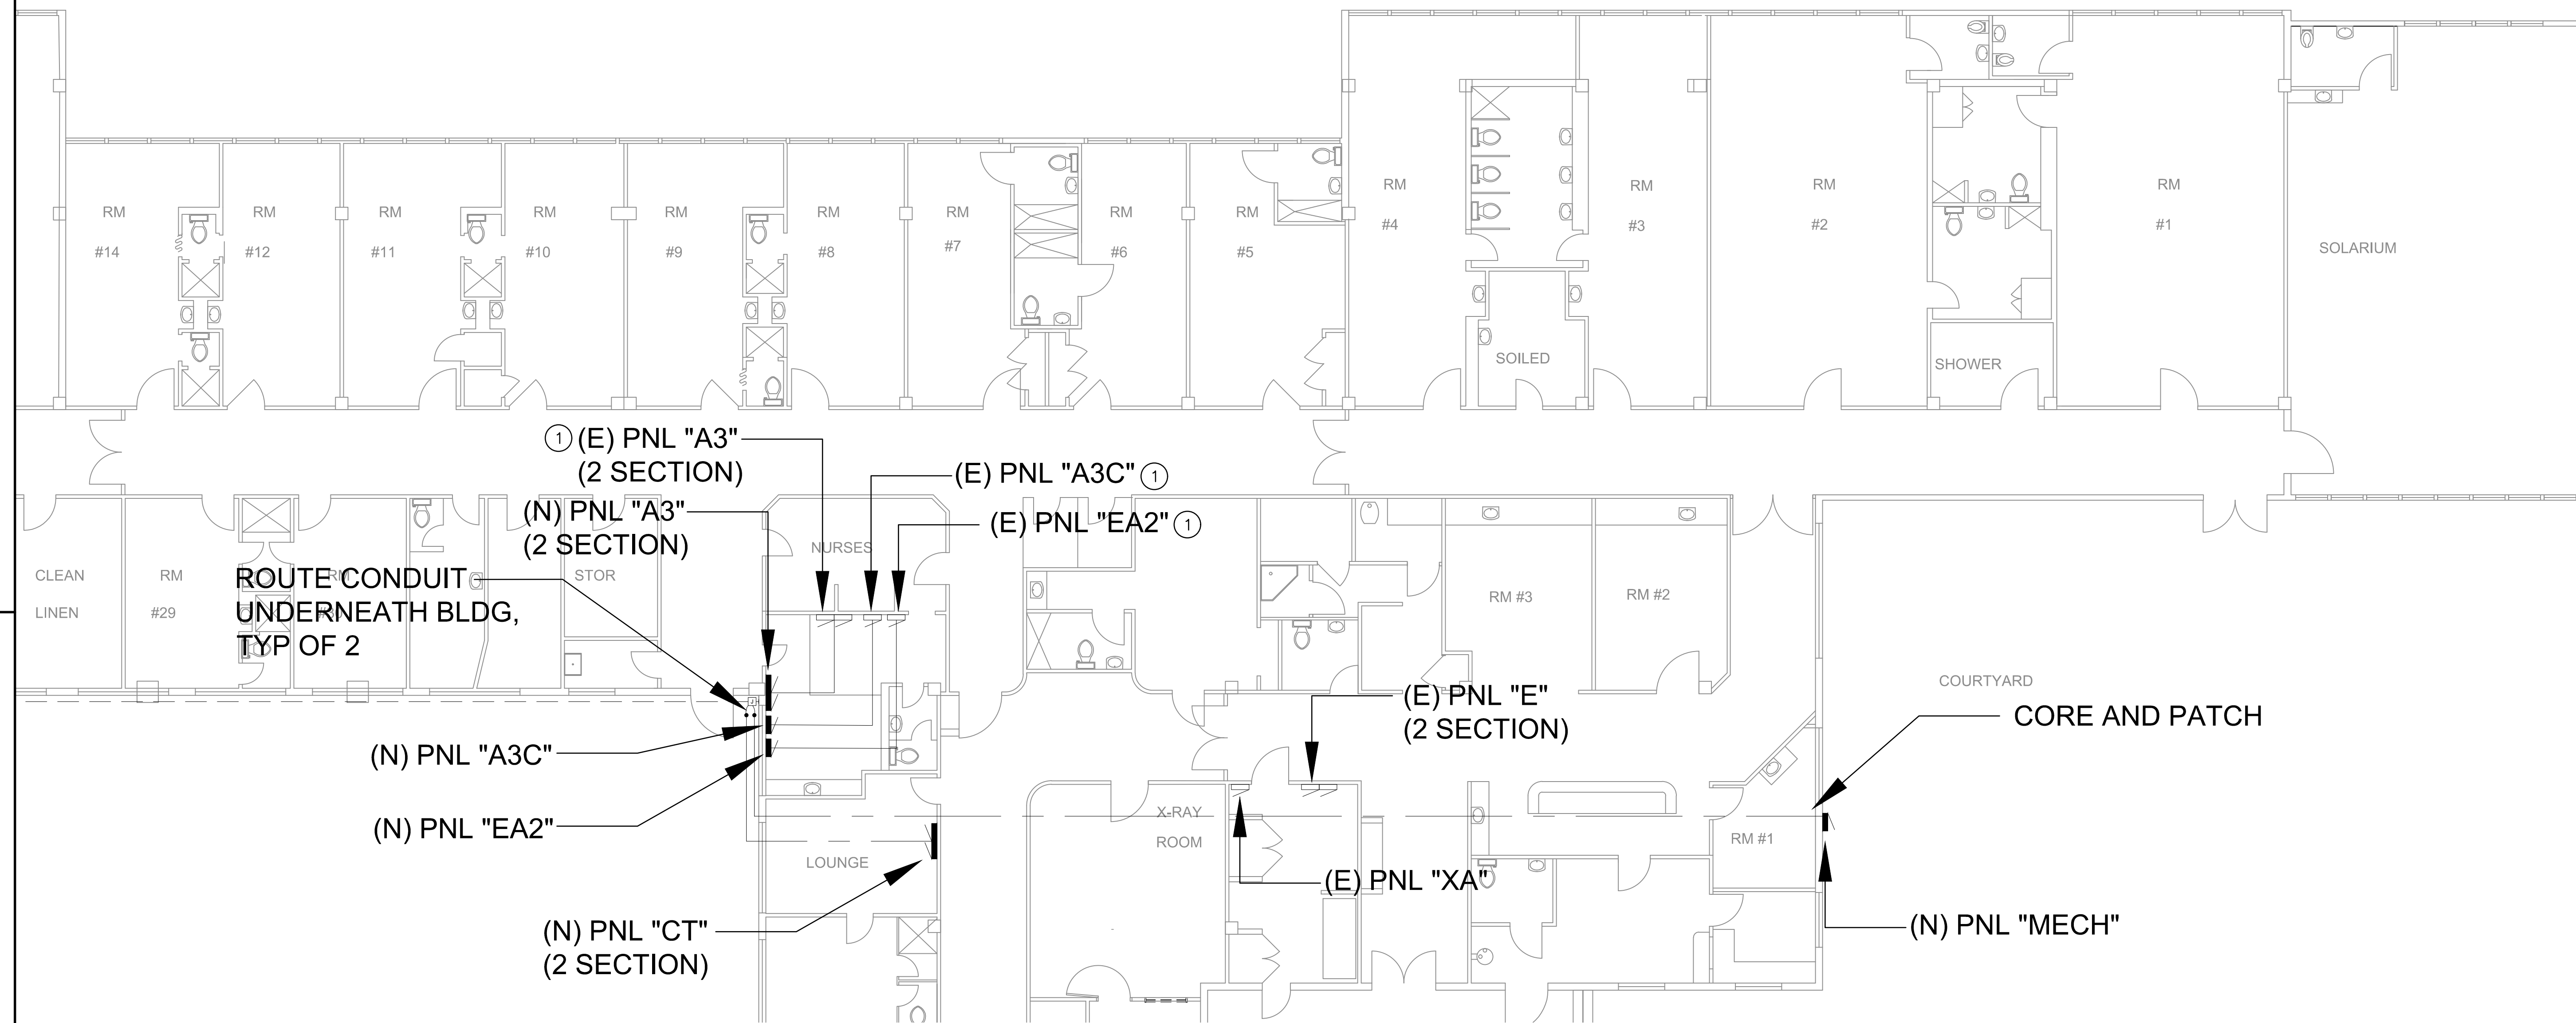 RM
#14
RM
#12
RM
#11
RM
#10
RM
#9
RM
#8
RM
#7
RM
#6
RM
#5
RM
#4
RM
#3
RM
#2
RM
#1
SOLARIUM
SOILED
SHOWER
1 (E) PNL "A3"
(2 SECTION)
(E) PNL "A3C" 1
(N) PNL "A3"
(2 SECTION)
(E) PNL "EA2" 1
NURSES
CLEAN
LINEN
RM
#29
RM
STOR
ROUTE CONDUIT
UNDERNEATH BLDG,
TYP OF 2
RM #3
RM #2
COURTYARD
(E) PNL "E"
(2 SECTION)
CORE AND PATCH
(N) PNL "A3C"
(N) PNL "EA2"
X-RAY
ROOM
RM #1
LOUNGE
(E) PNL "XA"
(N) PNL "CT"
(2 SECTION)
(N) PNL "MECH"